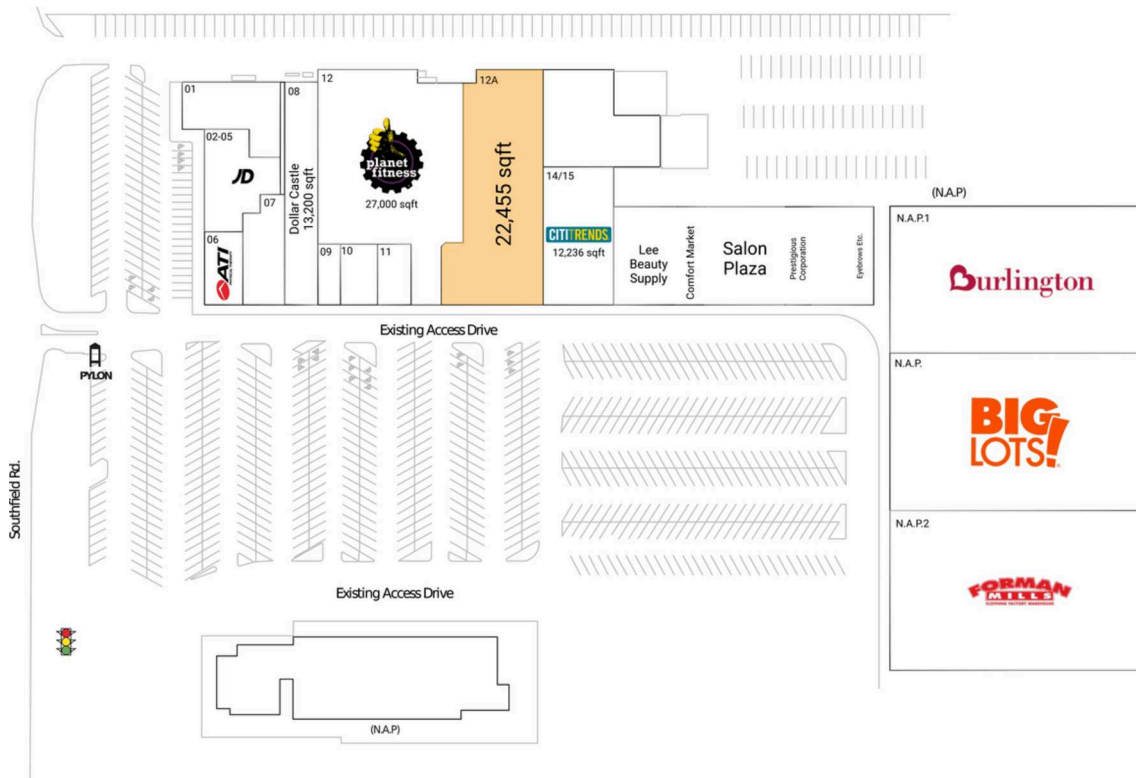 01
02-05
JD
07
06
ATI
08
Dollar Castle
13,200 sqft
12
planet
fitness
27,000 sqft
09
10
11
12A
22,455 sqft
14/15
CITITRENDS
12,236 sqft
Lee
Beauty
Supply
Comfort Market
Salon
Plaza
Prestigious
Corporation
Eyebrows Etc.
(N.A.P)
N.A.P.1
Burlington
N.A.P.
BIG
LOTS!
N.A.P.2
FORMAN
MILLS
CLOTHING FACTORY WAREHOUSE
Existing Access Drive
PYLON
Southfield Rd.
Existing Access Drive
(N.A.P)